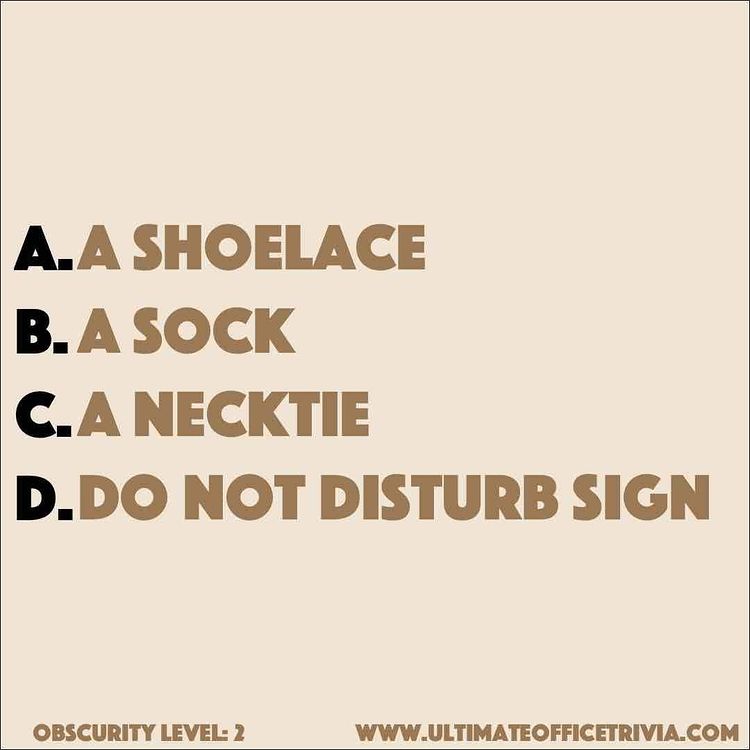 A. A SHOELACE
B. A SOCK
C. A NECKTIE
D. DO NOT DISTURB SIGN
OBSCURITY LEVEL: 2 WWW.ULTIMATEOFFICETRIVIA.COM